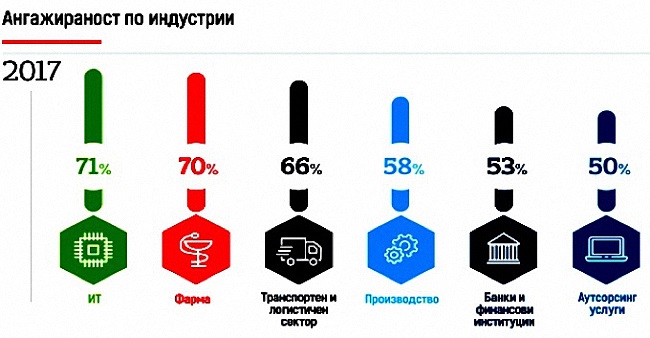 Ангажираност по индустрии
2017
71% 70% 66% 58% 53% 50%
ИТ
Фарма
Транспортен и
логистичен
сектор
Производство
Банки и
финансови
институции
Аутсорсинг
услуги